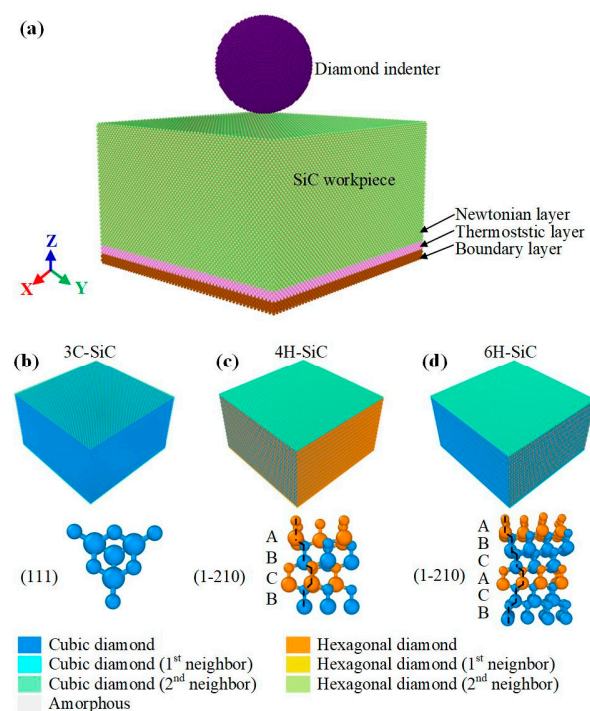 (a)
Diamond indenter
SiC workpiece
Newtonian layer
Thermoststic layer
Boundary layer
Z
X
Y
(b) 3C-SiC (c) 4H-SiC (d) 6H-SiC
(111)
A
B
C
B
(1-210)
A
B
C
A
C
B
(1-210)
Cubic diamond
Cubic diamond (1st neighbor)
Cubic diamond (2nd neighbor)
Amorphous
Hexagonal diamond
Hexagonal diamond (1st neignbor)
Hexagonal diamond (2nd neighbor)